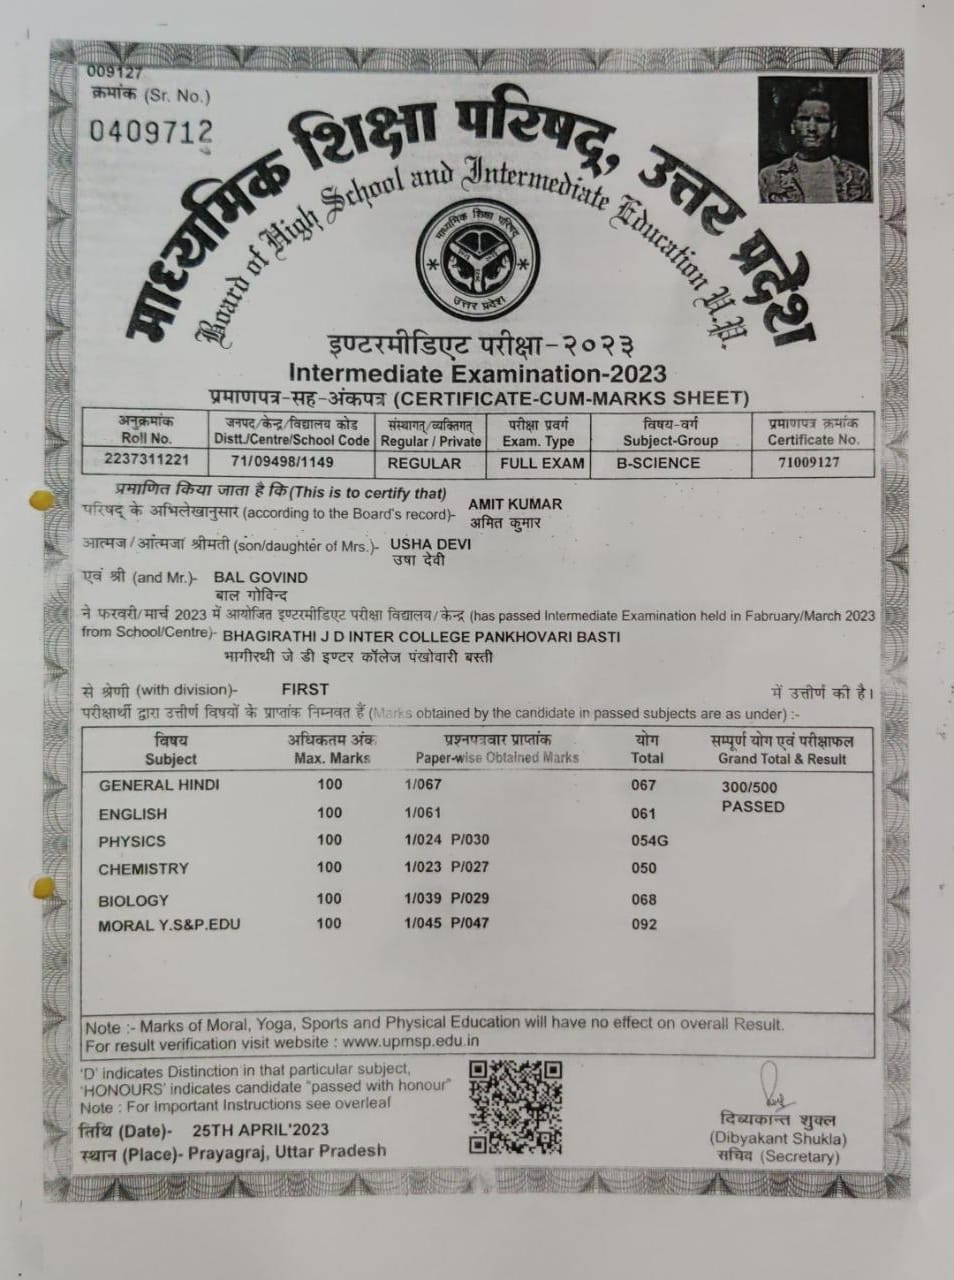 009127
क्रमांक (Sr. No.)
0409712
माध्यमिक शिक्षा परिषद्, उत्तर प्रदेश
Board of High School and Intermediate Education U.P.
माध्यमिक शिक्षा परिषद्
उत्तर प्रदेश
इण्टरमीडिएट परीक्षा-२०२३
Intermediate Examination-2023
प्रमाणपत्र-सह-अंकपत्र (CERTIFICATE-CUM-MARKS SHEET)
अनुक्रमांक जनपद/केन्द्र/विद्यालय कोड संस्थागत्/व्यक्तिगत् परीक्षा प्रवर्ग विषय-वर्ग प्रमाणपत्र क्रमांक
Roll No. Distt./Centre/School Code Regular / Private Exam. Type Subject-Group Certificate No.
2237311221 71/09498/1149 REGULAR FULL EXAM B-SCIENCE 71009127
प्रमाणित किया जाता है कि (This is to certify that)
परिषद् के अभिलेखानुसार (according to the Board's record)- AMIT KUMAR
अमित कुमार
आत्मज/आत्मजा श्रीमती (son/daughter of Mrs.)- USHA DEVI
उषा देवी
एवं श्री (and Mr.)- BAL GOVIND
बाल गोविन्द
ने फरवरी/मार्च 2023 में आयोजित इण्टरमीडिएट परीक्षा विद्यालय/केन्द्र (has passed Intermediate Examination held in Fabruary/March 2023
from School/Centre)- BHAGIRATHI J D INTER COLLEGE PANKHOVARI BASTI
भागीरथी जे डी इण्टर कॉलेज पंखोवारी बस्ती
से श्रेणी (with division)- FIRST में उत्तीर्ण की है।
परीक्षार्थी द्वारा उत्तीर्ण विषयों के प्राप्तांक निम्नवत हैं (Marks obtained by the candidate in passed subjects are as under) :-
विषय अधिकतम अंक प्रश्नपत्रवार प्राप्तांक योग सम्पूर्ण योग एवं परीक्षाफल
Subject Max. Marks Paper-wise Obtained Marks Total Grand Total & Result
GENERAL HINDI 100 1/067 067 300/500
PASSED
ENGLISH 100 1/061 061
PHYSICS 100 1/024 P/030 054G
CHEMISTRY 100 1/023 P/027 050
BIOLOGY 100 1/039 P/029 068
MORAL Y.S&P.EDU 100 1/045 P/047 092
Note :- Marks of Moral, Yoga, Sports and Physical Education will have no effect on overall Result.
For result verification visit website : www.upmsp.edu.in
'D' indicates Distinction in that particular subject,
'HONOURS' indicates candidate "passed with honour"
Note : For Important Instructions see overleaf
तिथि (Date)- 25TH APRIL'2023
स्थान (Place)- Prayagraj, Uttar Pradesh
दिव्यकान्त शुक्ल
(Dibyakant Shukla)
सचिव (Secretary)